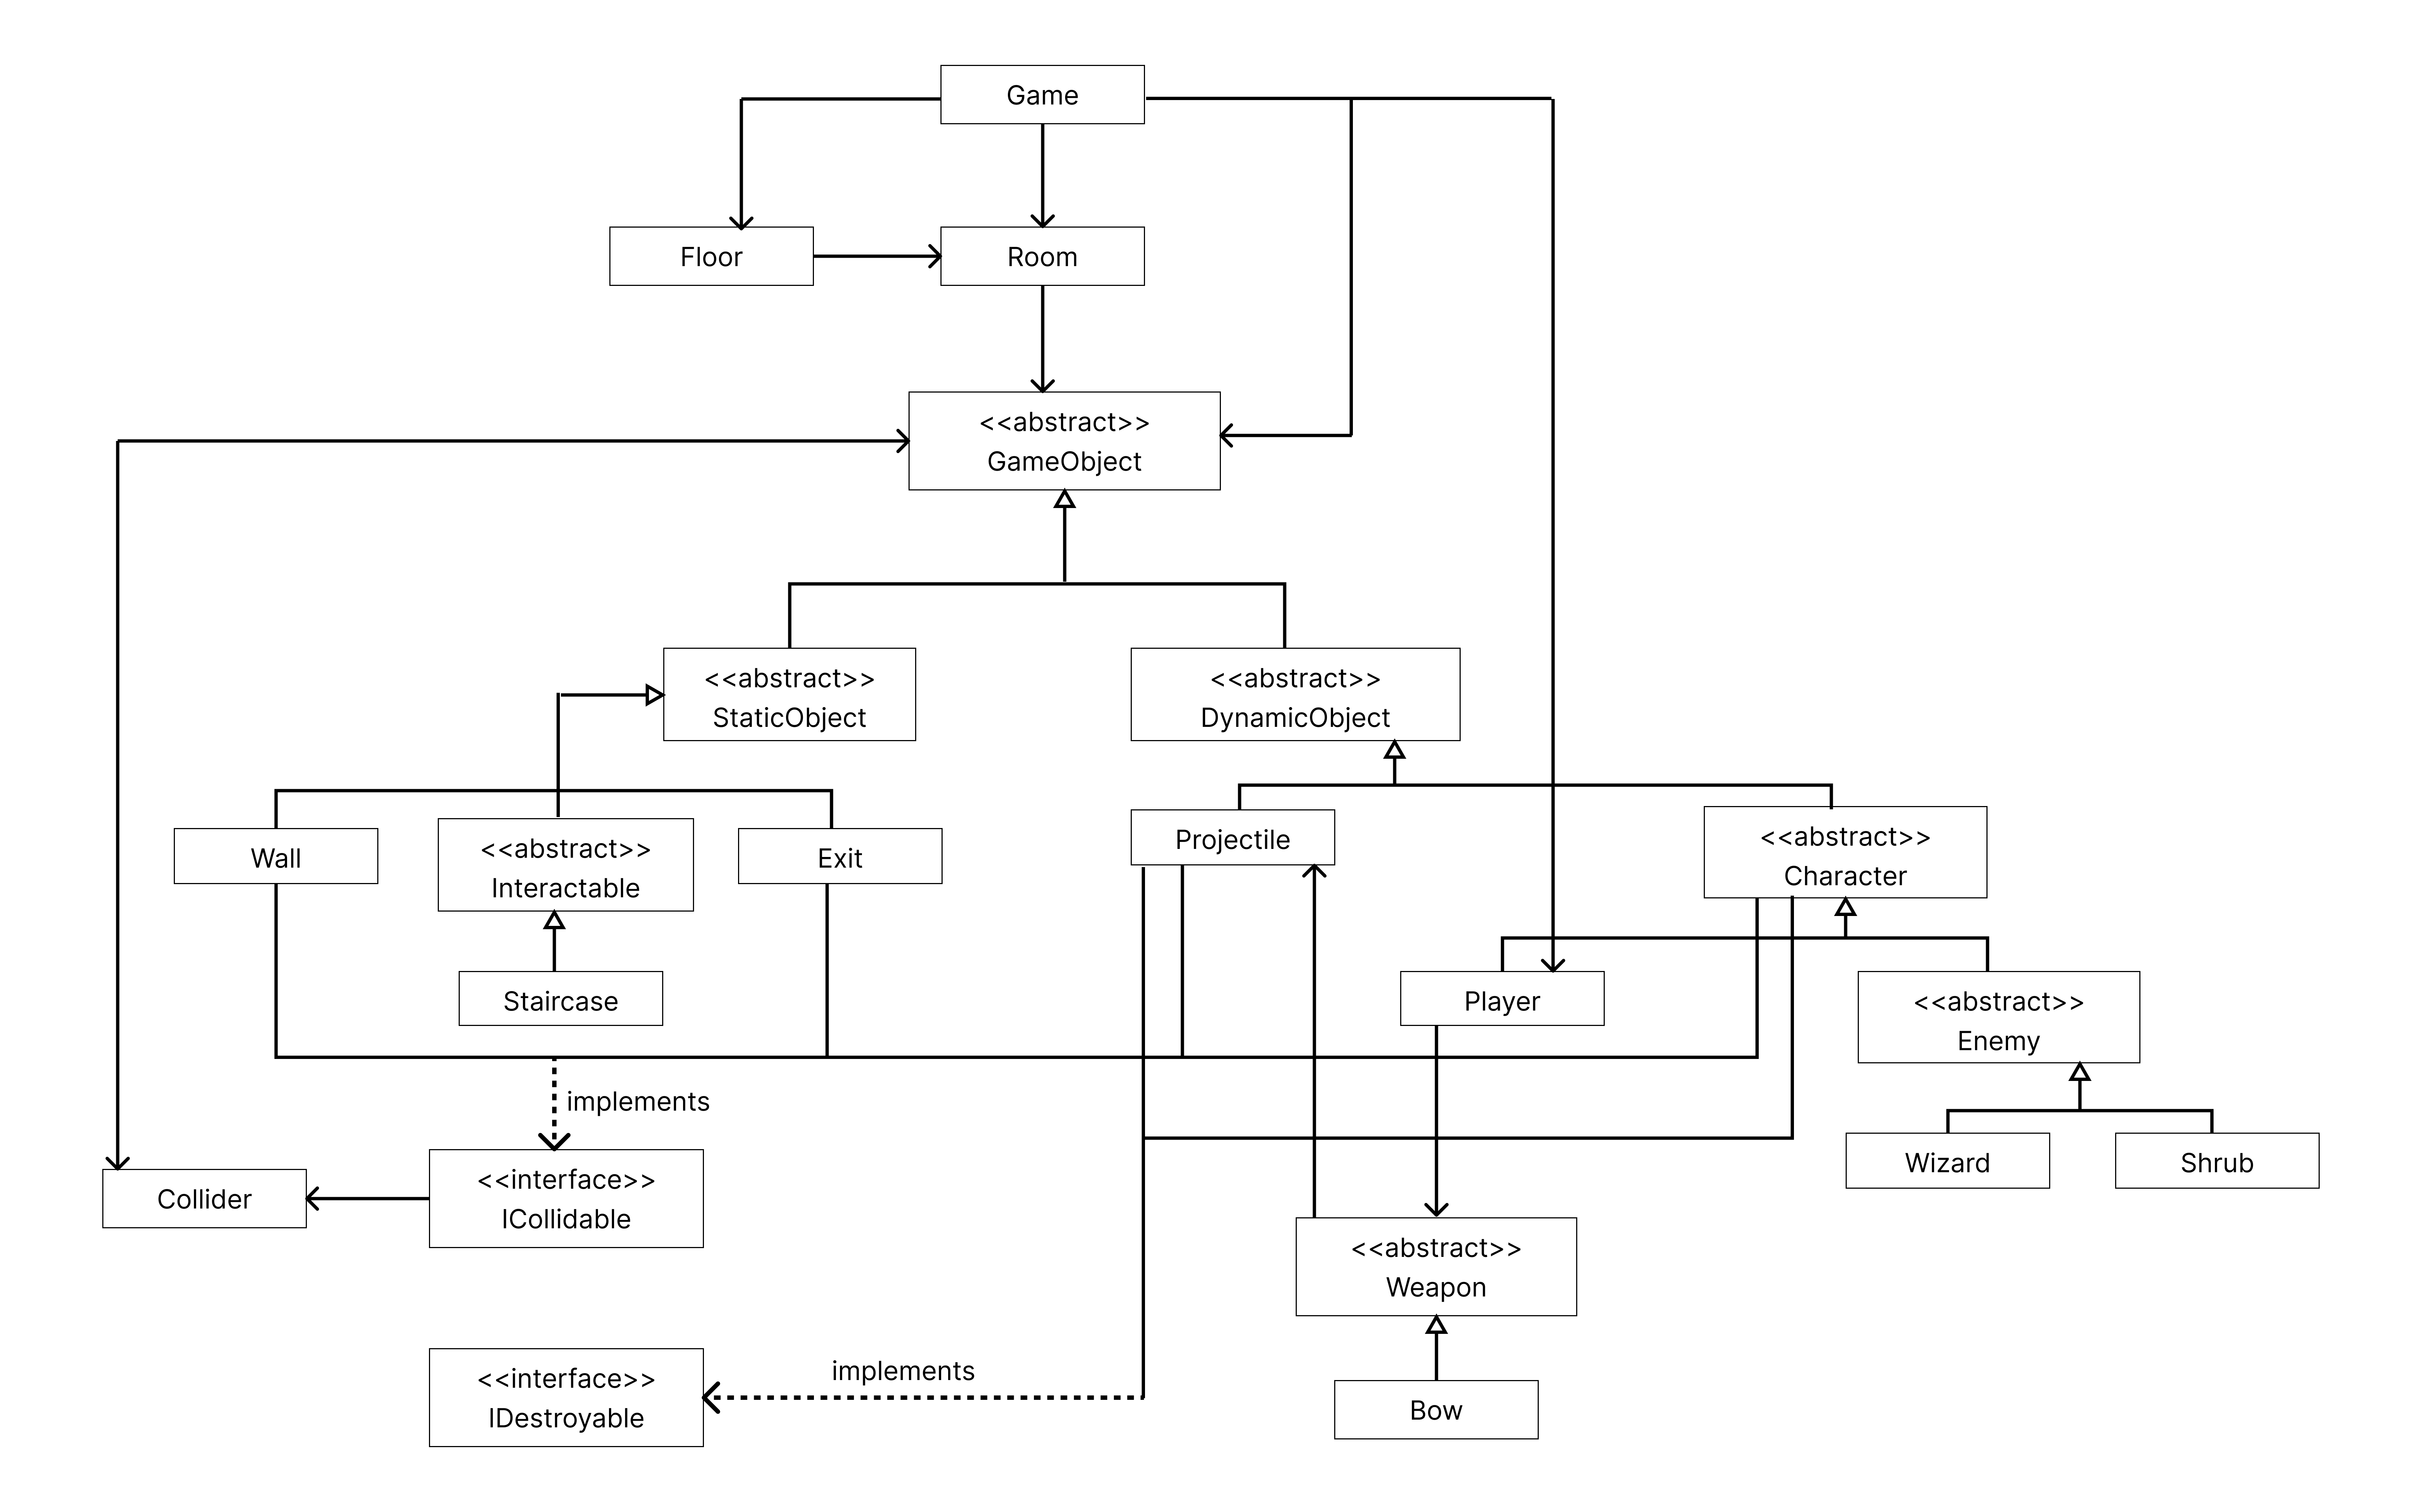 Game
Floor
Room
<<abstract>>
GameObject
<<abstract>>
StaticObject
<<abstract>>
DynamicObject
Wall
<<abstract>>
Interactable
Exit
Projectile
<<abstract>>
Character
Staircase
Player
<<abstract>>
Enemy
implements
Wizard
Shrub
Collider
<<interface>>
ICollidable
<<abstract>>
Weapon
<<interface>>
IDestroyable
implements
Bow